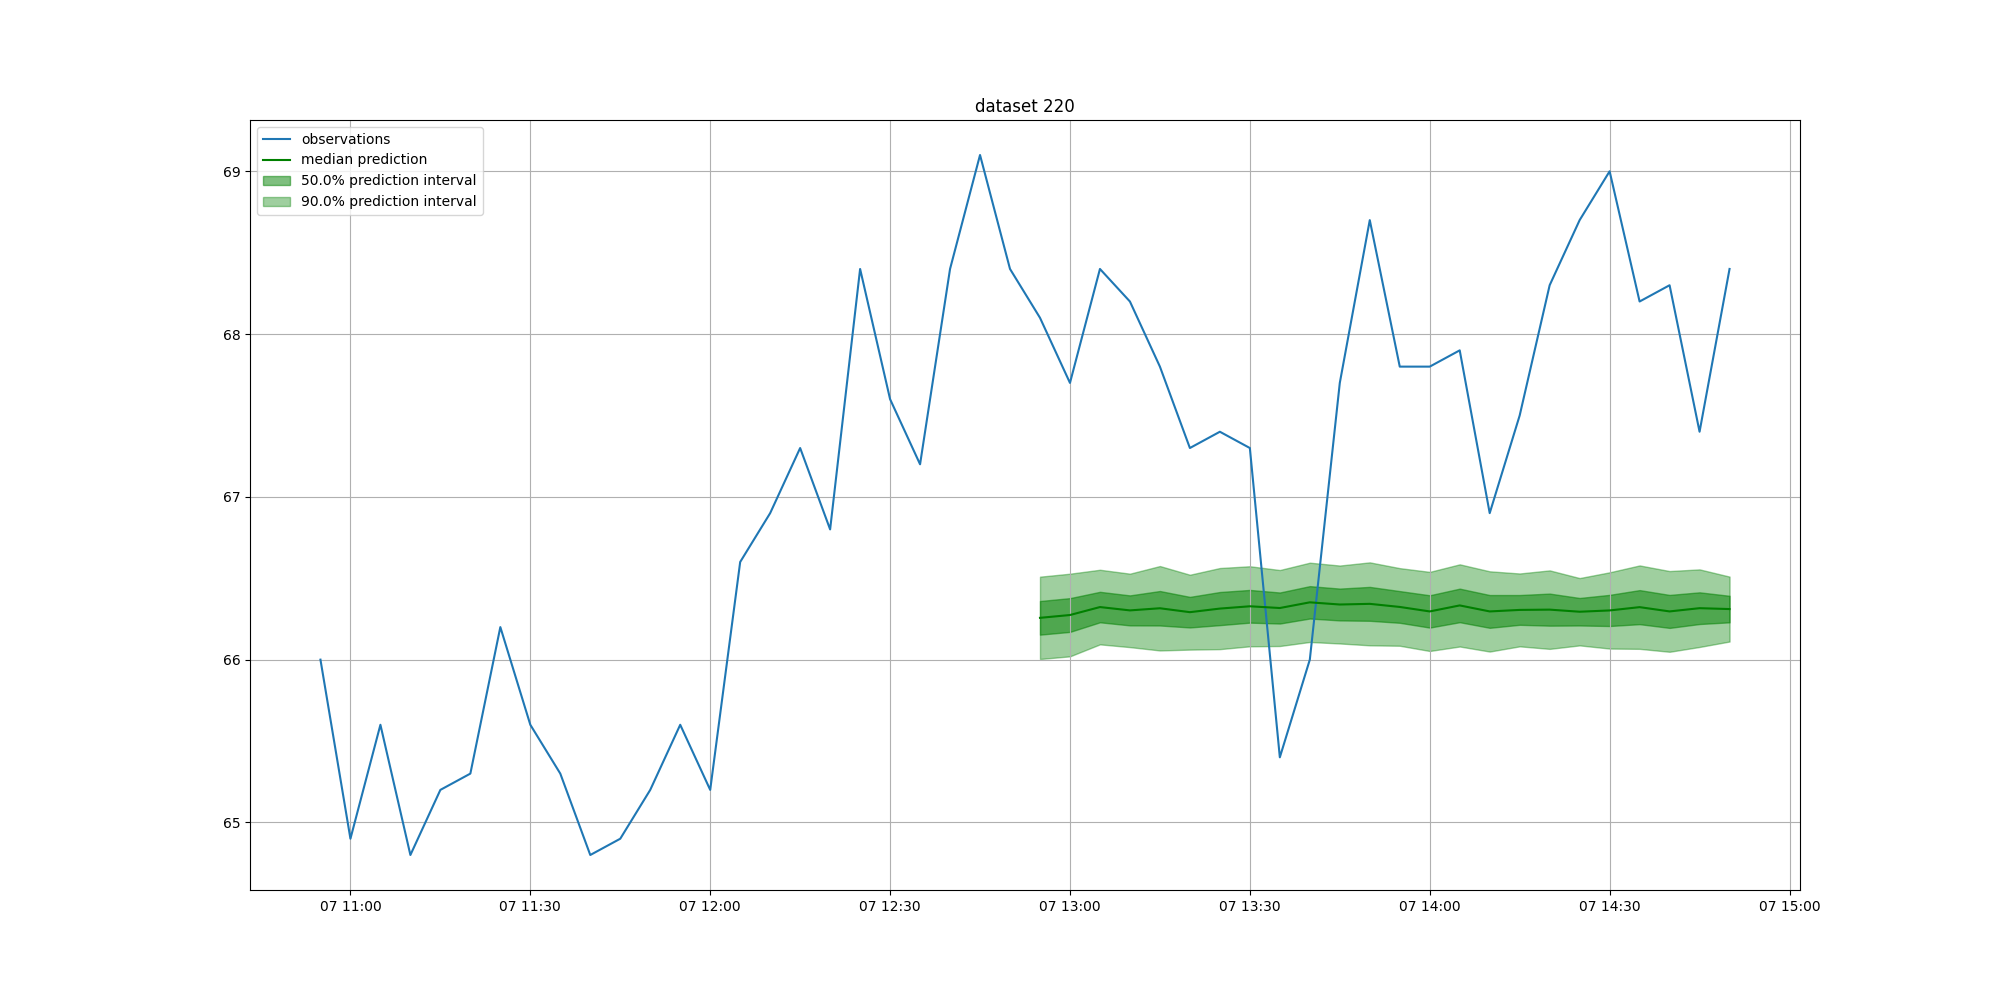 dataset 220
observations
median prediction
50.0% prediction interval
90.0% prediction interval
69
68
67
66
65
07 11:00
07 11:30
07 12:00
07 12:30
07 13:00
07 13:30
07 14:00
07 14:30
07 15:00